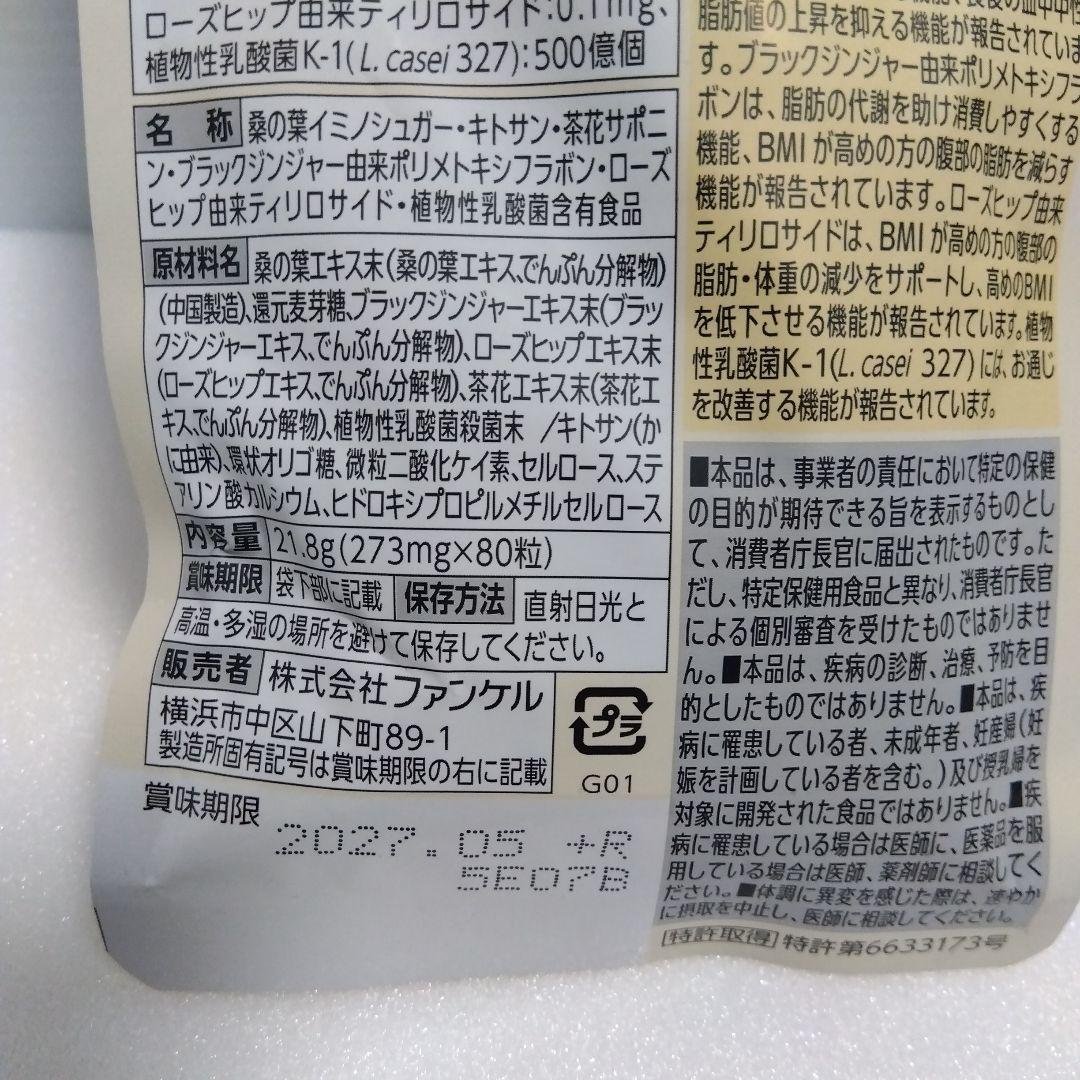 ローズヒップ由来ティリロサイド:0.1mg、
植物性乳酸菌K-1(L. casei 327):500億個
名 称 桑の葉イミノシュガー・キトサン・茶花サポニ
ン・ブラックジンジャー由来ポリメトキシフラボン・ローズ
ヒップ由来ティリロサイド・植物性乳酸菌含有食品
原材料名 桑の葉エキス末(桑の葉エキス、でんぷん分解物)
(中国製造)、還元麦芽糖、ブラックジンジャーエキス末(ブラッ
クジンジャーエキス、でんぷん分解物)、ローズヒップエキス末
(ローズヒップエキス、でんぷん分解物)、茶花エキス末(茶花エ
キス、でんぷん分解物)、植物性乳酸菌殺菌末 /キトサン(か
に由来)、環状オリゴ糖、微粒二酸化ケイ素、セルロース、ステ
アリン酸カルシウム、ヒドロキシプロピルメチルセルロース
内容量 21.8g(273mg×80粒)
賞味期限 袋下部に記載 保存方法 直射日光と
高温・多湿の場所を避けて保存してください。
販売者 株式会社ファンケル
横浜市中区山下町89-1
製造所固有記号は賞味期限の右に記載
プラ
G01
賞味期限
2027.05 +R
5E07B
脂肪値の上昇を抑える機能が報告されていま
す。ブラックジンジャー由来ポリメトキシフラ
ボンは、脂肪の代謝を助け消費しやすくする
機能、BMIが高めの方の腹部の脂肪を減らす
機能が報告されています。ローズヒップ由来
ティリロサイドは、BMIが高めの方の腹部の
脂肪・体重の減少をサポートし、高めのBMI
を低下させる機能が報告されています。植物
性乳酸菌K-1(L. casei 327)には、お通じ
を改善する機能が報告されています。
■本品は、事業者の責任において特定の保健
の目的が期待できる旨を表示するものとし
て、消費者庁長官に届出されたものです。た
だし、特定保健用食品と異なり、消費者庁長官
による個別審査を受けたものではありませ
ん。■本品は、疾病の診断、治療、予防を目
的としたものではありません。■本品は、疾
病に罹患している者、未成年者、妊産婦(妊
娠を計画している者を含む。)及び授乳婦を
対象に開発された食品ではありません。■疾
病に罹患している場合は医師に、医薬品を服
用している場合は医師、薬剤師に相談してく
ださい。■体調に異変を感じた際は、速やか
に摂取を中止し、医師に相談してください。
特許取得 特許第6633173号